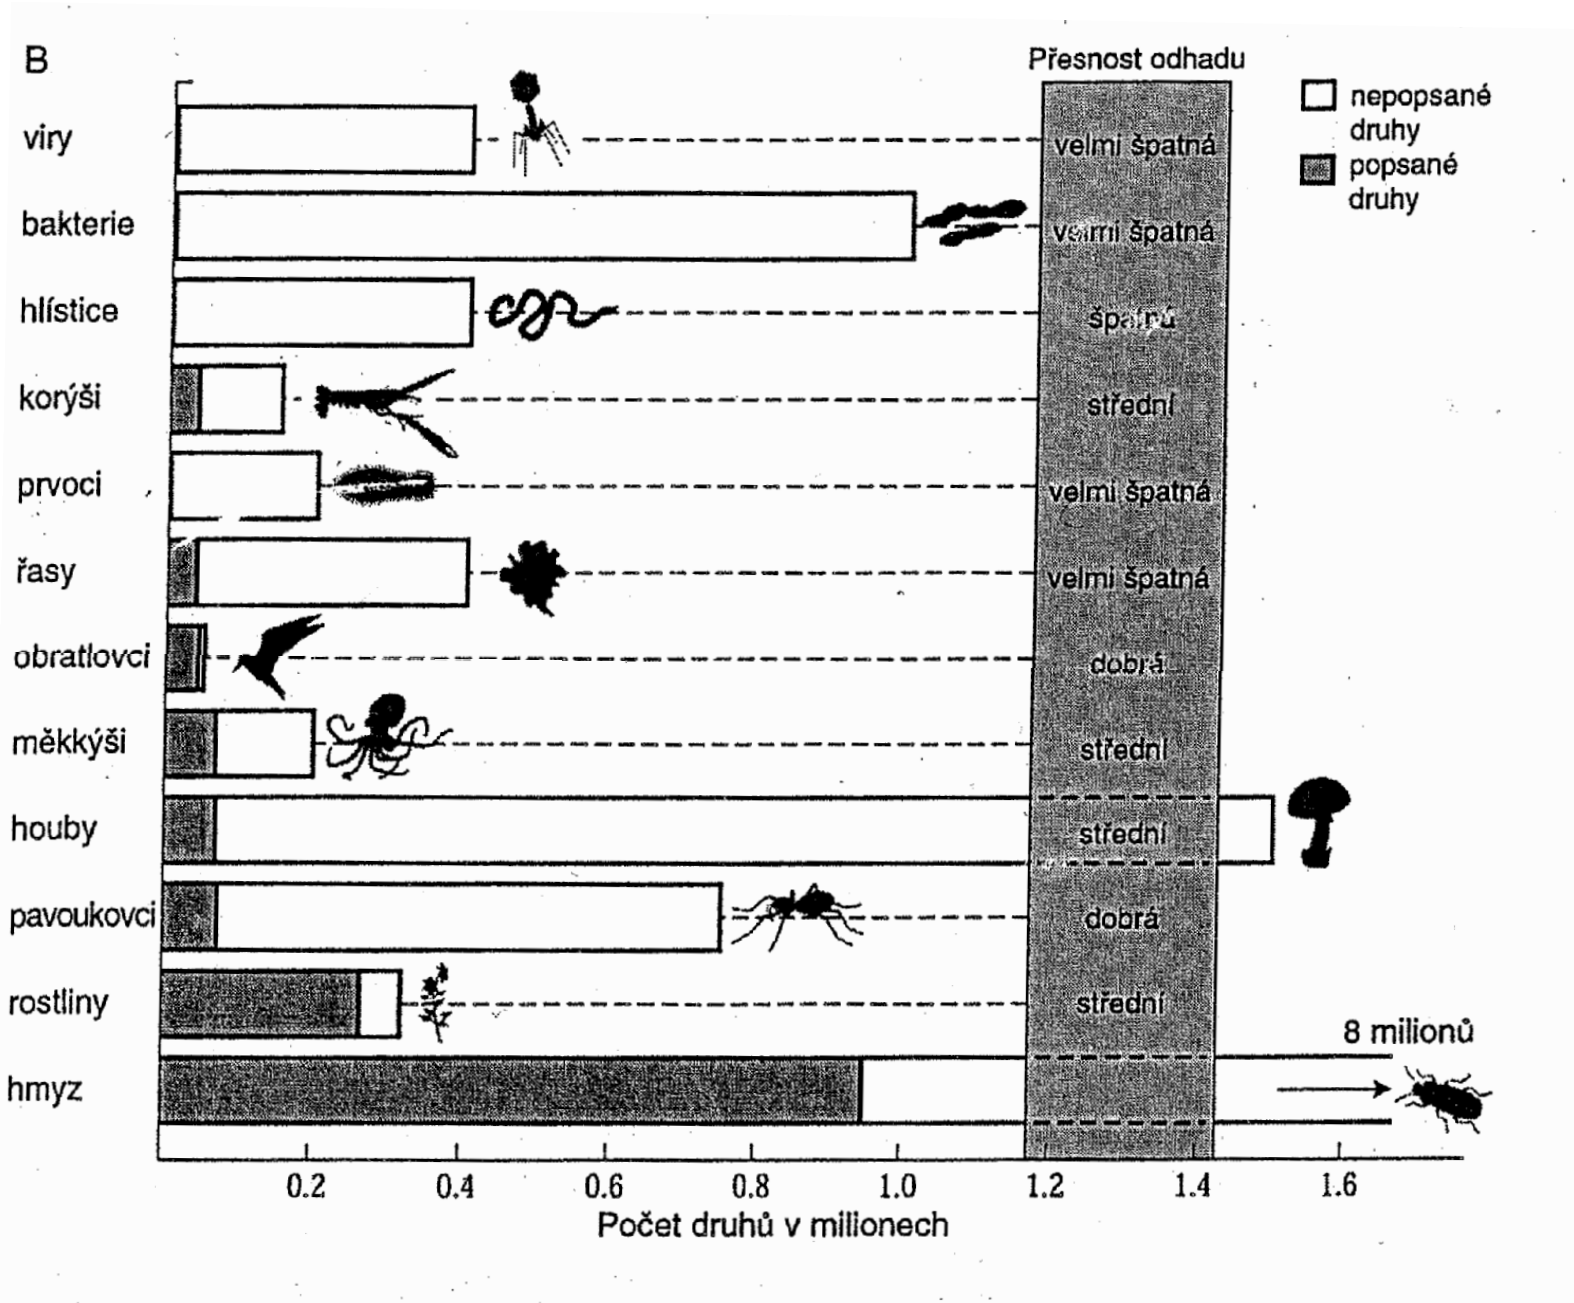 B
Přesnost odhadu
nepopsané
druhy
popsané
druhy
viry
velmi špatná
bakterie
velmi špatná
hlístice
korýši
střední
prvoci
velmi špatná
řasy
velmi špatná
obratlovci
dobrá
měkkýši
střední
houby
střední
pavoukovci
dobrá
rostliny
střední
8 milionů
hmyz
0.2 0.4 0.6 0.8 1.0 1.2 1.4 1.6
Počet druhů v milionech